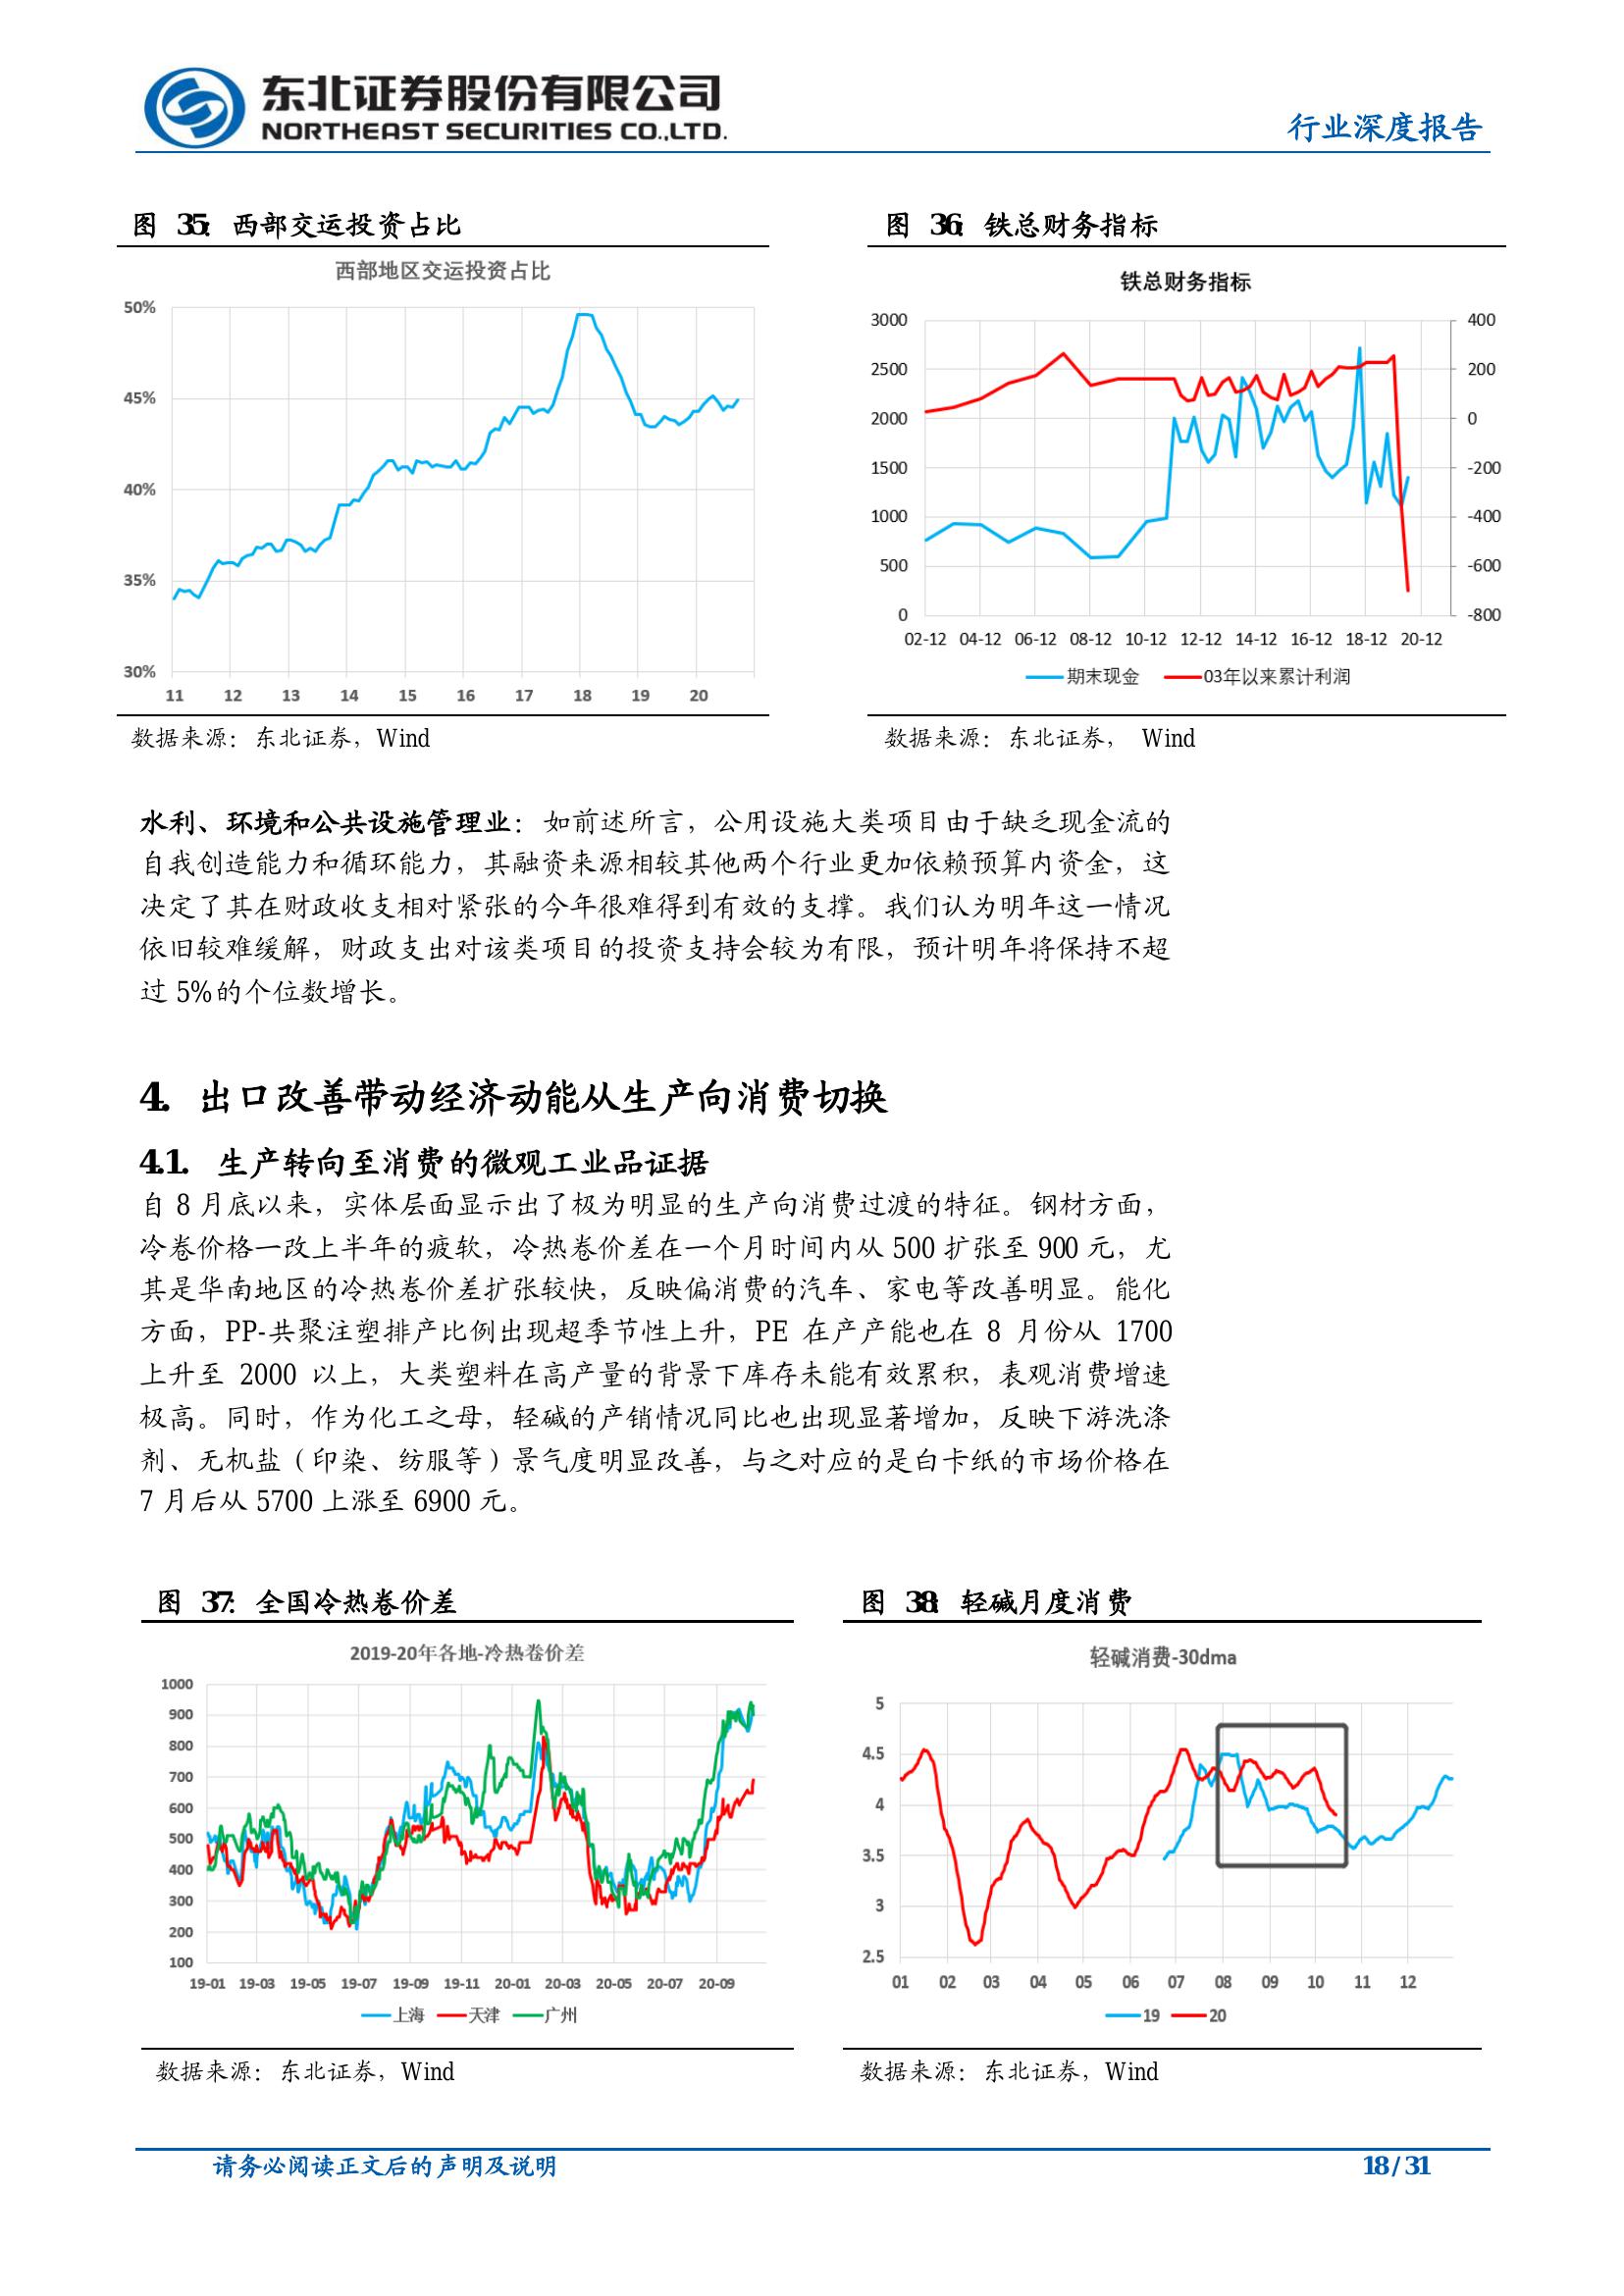 东北证券股份有限公司
NORTHEAST SECURITIES CO.,LTD.
行业深度报告
图 35: 西部交运投资占比
西部地区交运投资占比
50%
45%
40%
35%
30%
11 12 13 14 15 16 17 18 19 20
数据来源：东北证券，Wind
图 36: 铁总财务指标
铁总财务指标
3000
2500
2000
1500
1000
500
0
400
200
0
-200
-400
-600
-800
02-12 04-12 06-12 08-12 10-12 12-12 14-12 16-12 18-12 20-12
期末现金 03年以来累计利润
数据来源：东北证券， Wind
水利、环境和公共设施管理业：如前述所言，公用设施大类项目由于缺乏现金流的
自我创造能力和循环能力，其融资来源相较其他两个行业更加依赖预算内资金，这
决定了其在财政收支相对紧张的今年很难得到有效的支撑。我们认为明年这一情况
依旧较难缓解，财政支出对该类项目的投资支持会较为有限，预计明年将保持不超
过 5%的个位数增长。
4. 出口改善带动经济动能从生产向消费切换
4.1. 生产转向至消费的微观工业品证据
自 8 月底以来，实体层面显示出了极为明显的生产向消费过渡的特征。钢材方面，
冷卷价格一改上半年的疲软，冷热卷价差在一个月时间内从 500 扩张至 900 元，尤
其是华南地区的冷热卷价差扩张较快，反映偏消费的汽车、家电等改善明显。能化
方面，PP-共聚注塑排产比例出现超季节性上升，PE 在产产能也在 8 月份从 1700
上升至 2000 以上，大类塑料在高产量的背景下库存未能有效累积，表观消费增速
极高。同时，作为化工之母，轻碱的产销情况同比也出现显著增加，反映下游洗涤
剂、无机盐（印染、纺服等）景气度明显改善，与之对应的是白卡纸的市场价格在
7 月后从 5700 上涨至 6900 元。
图 37: 全国冷热卷价差
2019-20年各地-冷热卷价差
1000
900
800
700
600
500
400
300
200
100
19-01 19-03 19-05 19-07 19-09 19-11 20-01 20-03 20-05 20-07 20-09
上海 天津 广州
数据来源：东北证券，Wind
图 38: 轻碱月度消费
轻碱消费-30dma
5
4.5
4
3.5
3
2.5
01 02 03 04 05 06 07 08 09 10 11 12
19 20
数据来源：东北证券，Wind
请务必阅读正文后的声明及说明
18 / 31